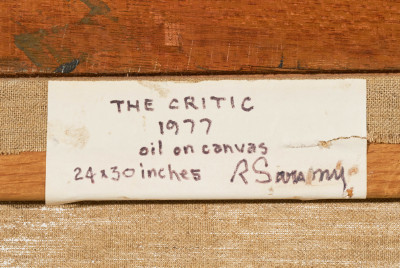 THE CRITIC
1977
oil on canvas
24x30 inches